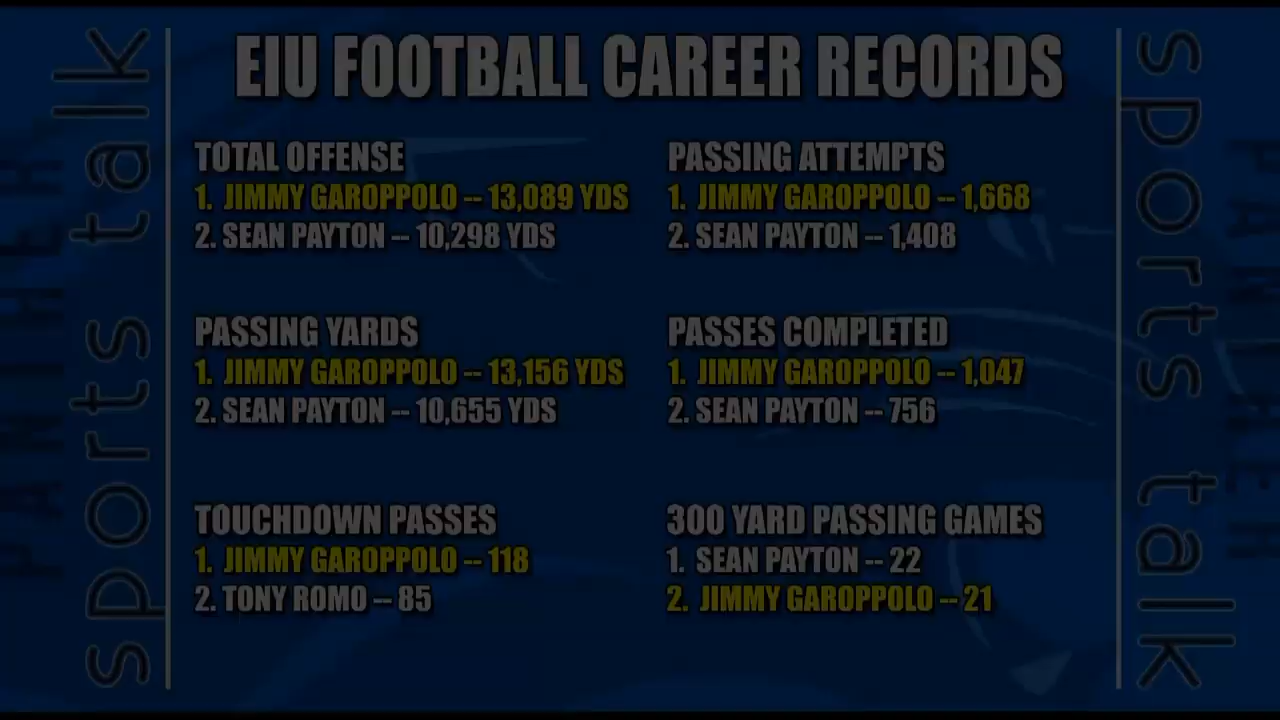 EIU FOOTBALL CAREER RECORDS
TOTAL OFFENSE
1. JIMMY GAROPPOLO -- 13,089 YDS
2. SEAN PAYTON -- 10,298 YDS
PASSING ATTEMPTS
1. JIMMY GAROPPOLO -- 1,668
2. SEAN PAYTON -- 1,408
PASSING YARDS
1. JIMMY GAROPPOLO -- 13,156 YDS
2. SEAN PAYTON -- 10,655 YDS
PASSES COMPLETED
1. JIMMY GAROPPOLO -- 1,047
2. SEAN PAYTON -- 756
TOUCHDOWN PASSES
1. JIMMY GAROPPOLO -- 118
2. TONY ROMO -- 85
300 YARD PASSING GAMES
1. SEAN PAYTON -- 22
2. JIMMY GAROPPOLO -- 21
PANTHER
sports talk
sports talk
PANTHER